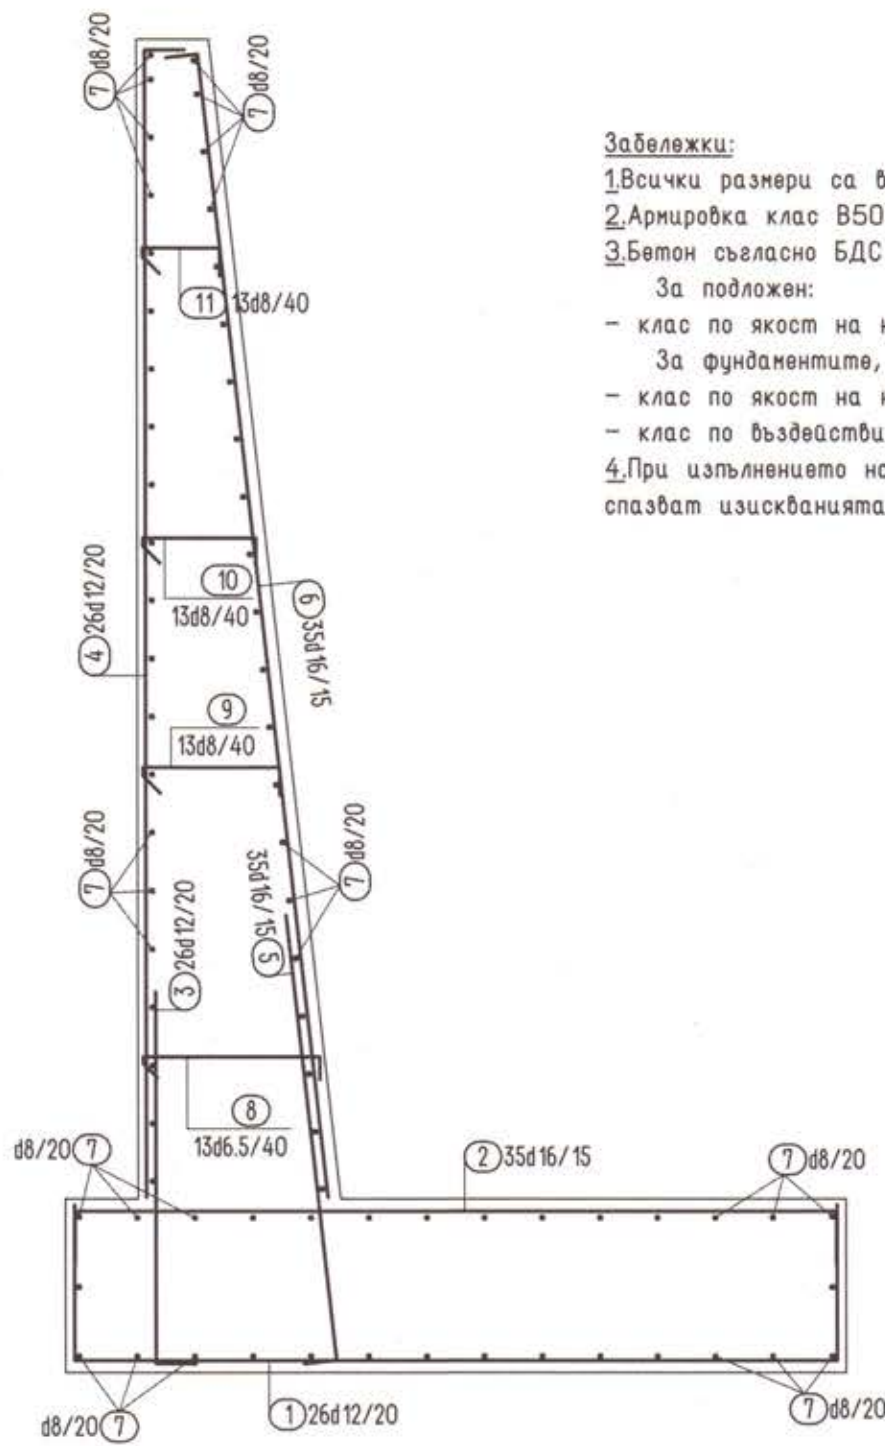 7 d8/20
7 d8/20
Забележки:
1.Всички размери са в
2.Армировка клас B50
3.Бетон съгласно БДС
За подложен:
– клас по якост на н
За фундаментите,
– клас по якост на н
– клас по въздействи
4.При изпълнението на
спазват изискванията
11 13d8/40
10
13d8/40
6 35d16/15
4 26d12/20
9
13d8/40
7 d8/20
35d16/15 5
7 d8/20
3 26d12/20
8
13d6.5/40
d8/20 7
2 35d16/15
7 d8/20
d8/20 7
1 26d12/20
7 d8/20